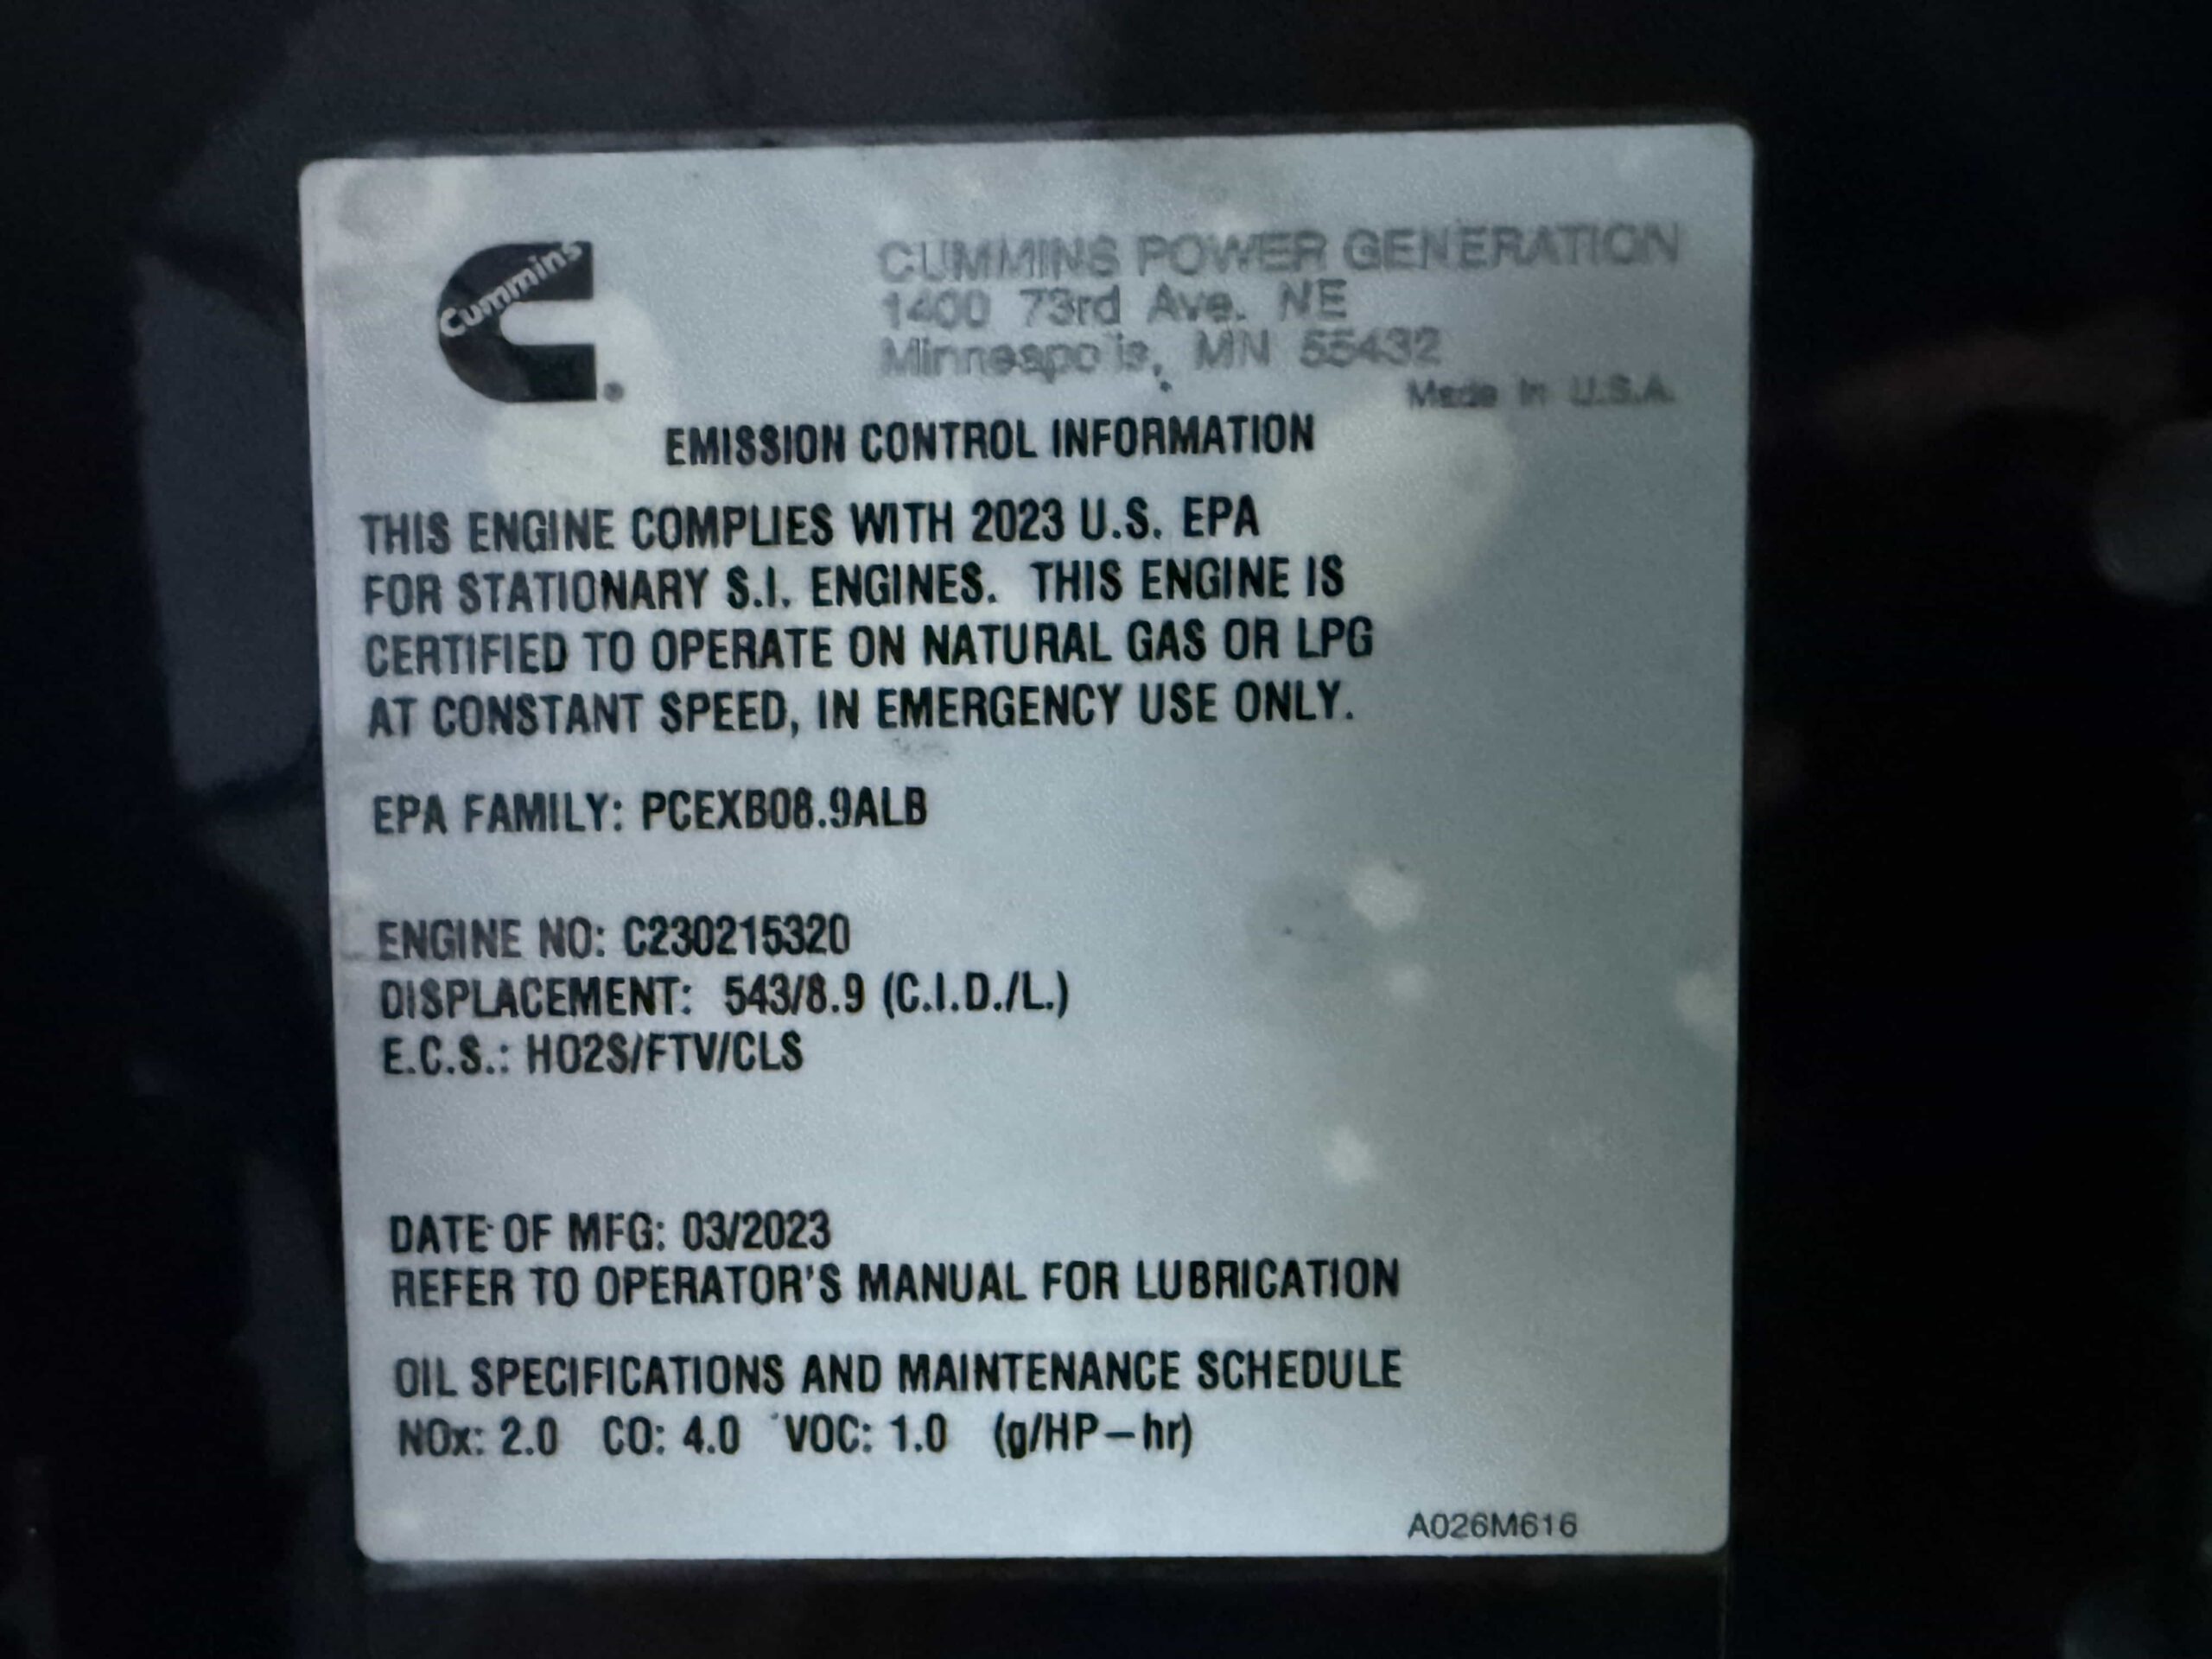 Cummins
CUMMINS POWER GENERATION
1400 73rd Ave. NE
Minneapolis, MN 55432
Made in U.S.A.
EMISSION CONTROL INFORMATION
THIS ENGINE COMPLIES WITH 2023 U.S. EPA
FOR STATIONARY S.I. ENGINES. THIS ENGINE IS
CERTIFIED TO OPERATE ON NATURAL GAS OR LPG
AT CONSTANT SPEED, IN EMERGENCY USE ONLY.
EPA FAMILY: PCEXB08.9ALB
ENGINE NO: C230215320
DISPLACEMENT: 543/8.9 (C.I.D./L.)
E.C.S.: HO2S/FTV/CLS
DATE OF MFG: 03/2023
REFER TO OPERATOR'S MANUAL FOR LUBRICATION
OIL SPECIFICATIONS AND MAINTENANCE SCHEDULE
NOx: 2.0 CO: 4.0 VOC: 1.0 (g/HP-hr)
A026M616